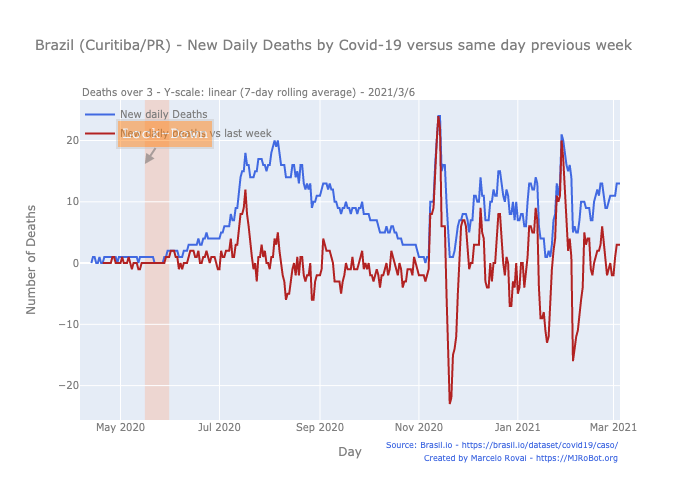 Brazil (Curitiba/PR) - New Daily Deaths by Covid-19 versus same day previous week
Deaths over 3 - Y-scale: linear (7-day rolling average) - 2021/3/6
New daily Deaths
New daily Deaths vs last week
Lock Down
20
10
0
−10
−20
Number of Deaths
May 2020
Jul 2020
Sep 2020
Nov 2020
Jan 2021
Mar 2021
Day
Source: Brasil.io - https://brasil.io/dataset/covid19/caso/
Created by Marcelo Rovai - https://MJRoBot.org